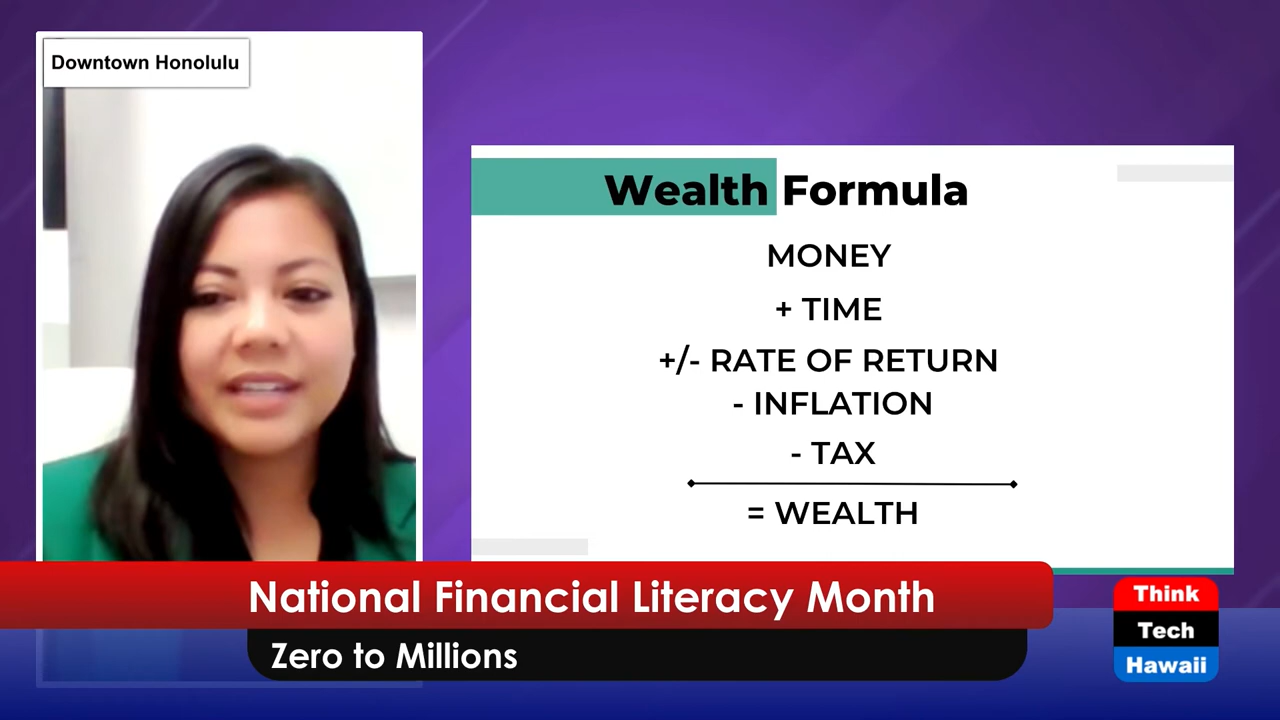 Downtown Honolulu
Wealth Formula
MONEY
+ TIME
+/- RATE OF RETURN
- INFLATION
- TAX
= WEALTH
National Financial Literacy Month
Zero to Millions
Think
Tech
Hawaii